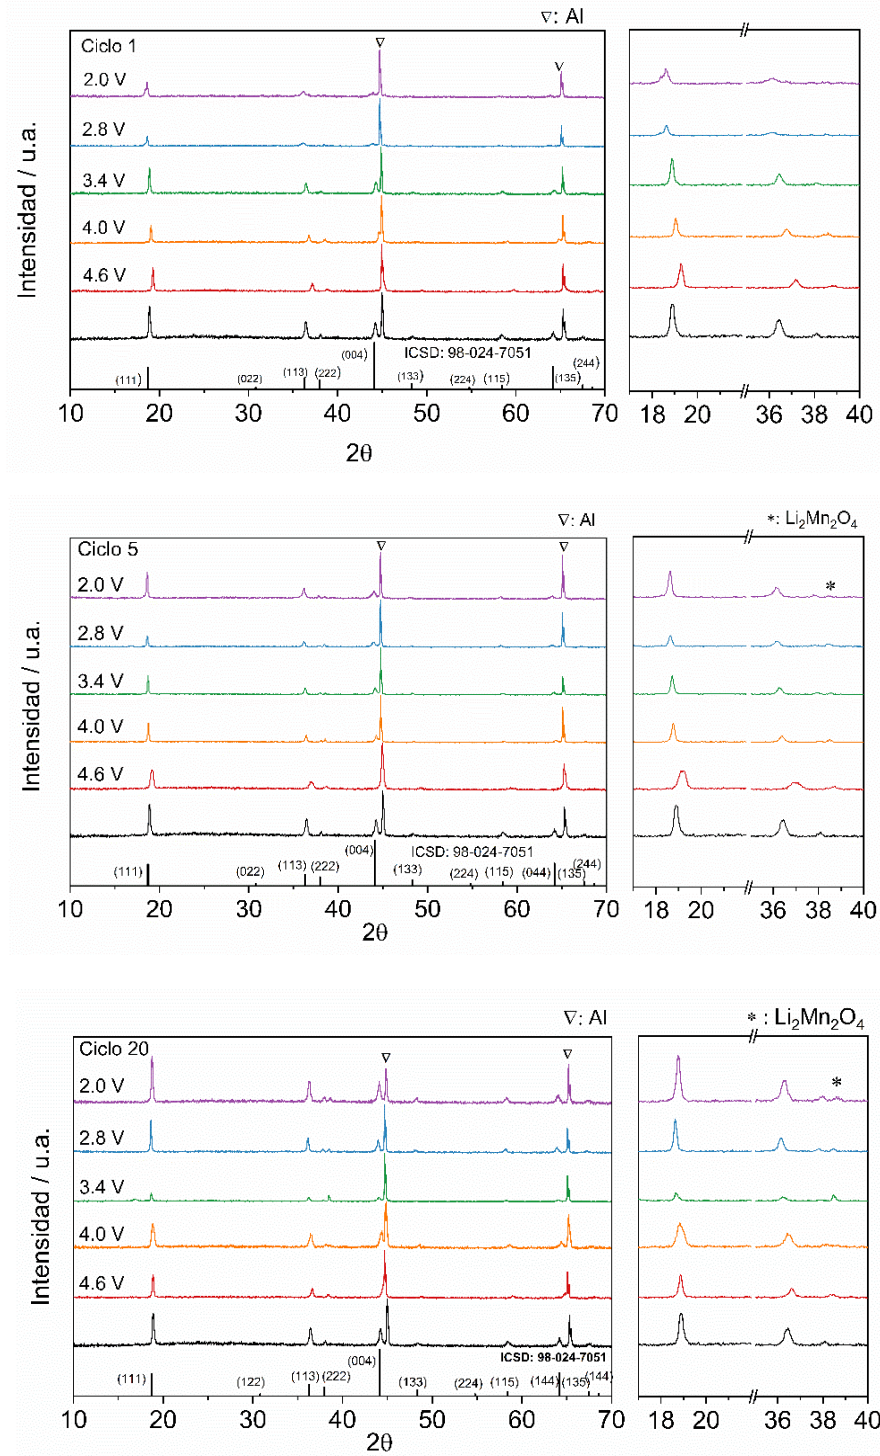 ▽: Al
Ciclo 1
2.0 V
2.8 V
3.4 V
4.0 V
4.6 V
Intensidad / u.a.
ICSD: 98-024-7051
(111) (022) (113) (222) (004) (133) (224) (115) (135) (244)
10 20 30 40 50 60 70
2θ
18 20 36 38 40
▽: Al
*: Li₂Mn₂O₄
Ciclo 5
2.0 V
2.8 V
3.4 V
4.0 V
4.6 V
Intensidad / u.a.
*
ICSD: 98-024-7051
(111) (022) (113) (222) (004) (133) (224) (115) (044) (135) (244)
10 20 30 40 50 60 70
2θ
18 20 36 38 40
▽: Al
* : Li₂Mn₂O₄
Ciclo 20
2.0 V
2.8 V
3.4 V
4.0 V
4.6 V
Intensidad / u.a.
*
ICSD: 98-024-7051
(111) (122) (113) (222) (004) (133) (224) (115) (144) (135) (144)
10 20 30 40 50 60 70
2θ
18 20 36 38 40